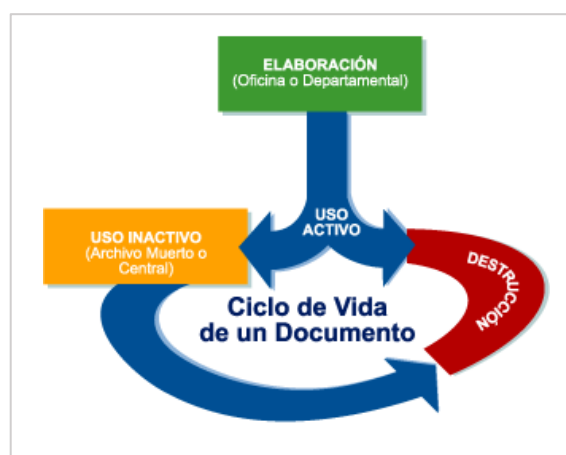 ELABORACIÓN
(Oficina o Departamental)
USO
ACTIVO
USO INACTIVO
(Archivo Muerto o
Central)
DESTRUCCIÓN
Ciclo de Vida
de un Documento